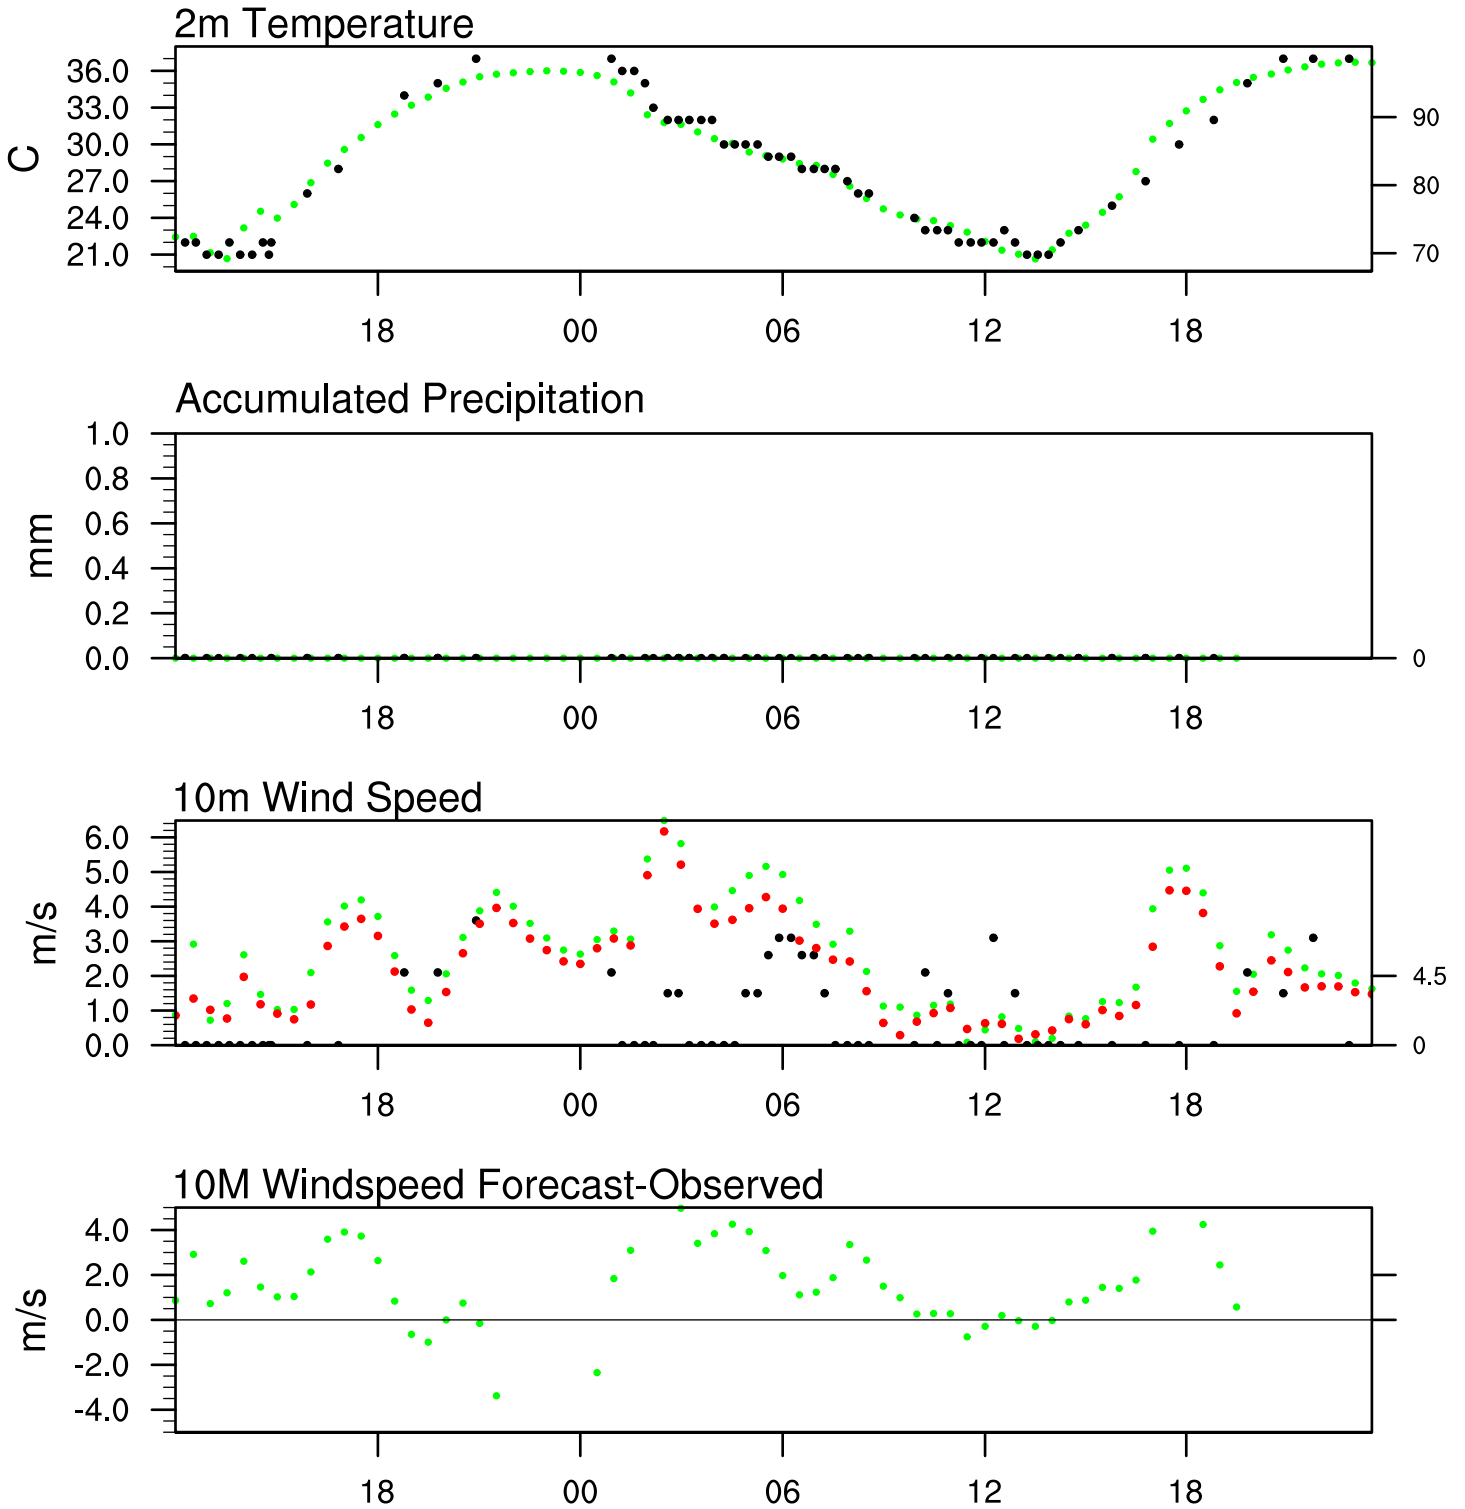 2m Temperature
36.0
33.0
30.0
27.0
24.0
21.0
C
90
80
70
18 00 06 12 18
Accumulated Precipitation
1.0
0.8
0.6
0.4
0.2
0.0
mm
0
18 00 06 12 18
10m Wind Speed
6.0
5.0
4.0
3.0
2.0
1.0
0.0
m/s
4.5
0
18 00 06 12 18
10M Windspeed Forecast-Observed
4.0
2.0
0.0
-2.0
-4.0
m/s
18 00 06 12 18